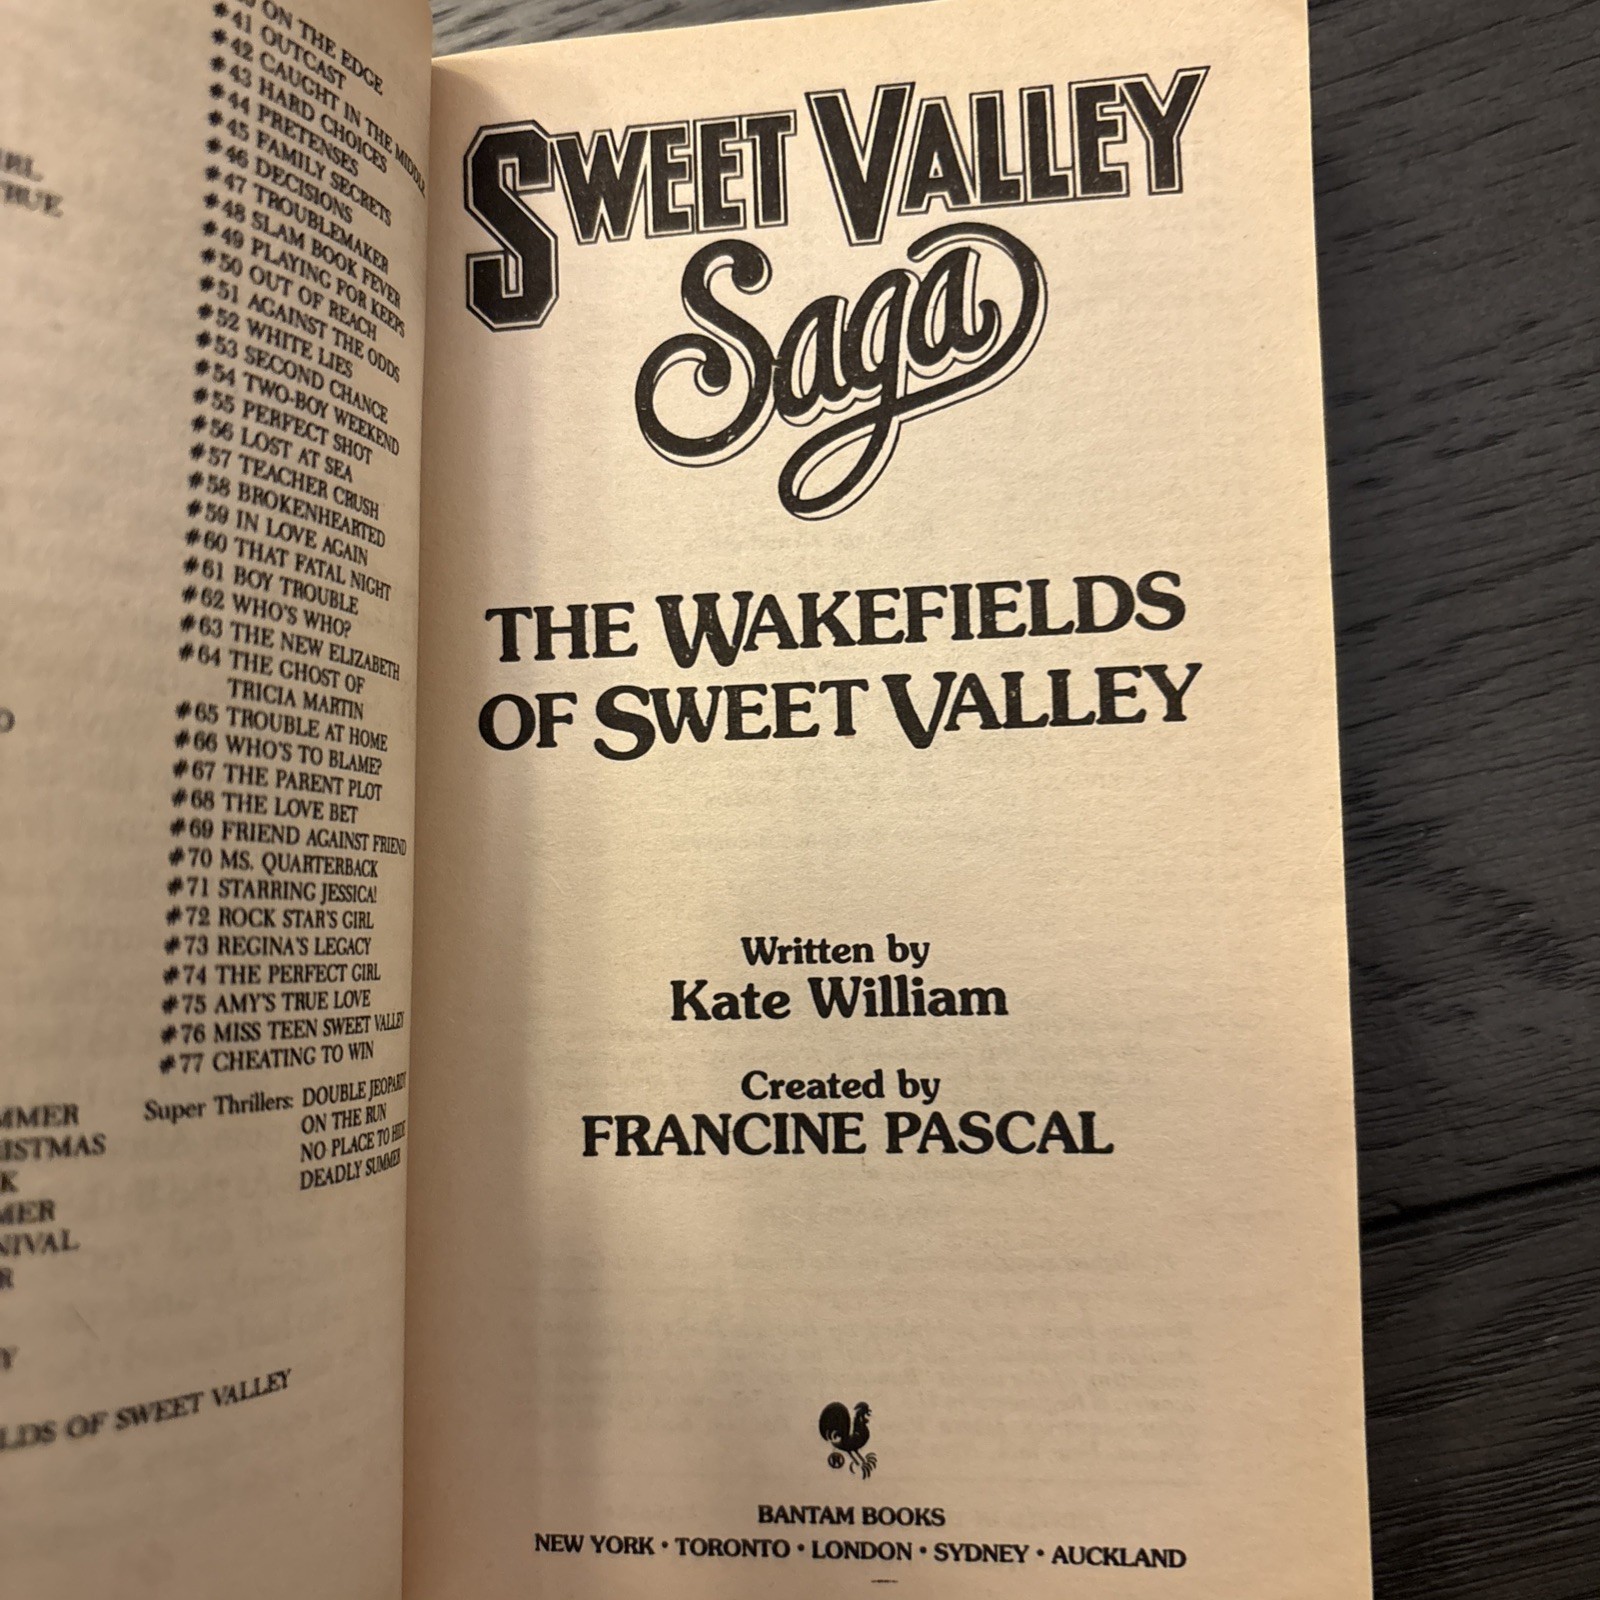 TRUE
MMER
ISTMAS
K
MER
NIVAL
R
Y
LDS OF SWEET VALLEY
ON THE EDGE
#41 OUTCAST
#42 CAUGHT IN THE MIDDLE
#43 HARD CHOICES
#44 PRETENSES
#45 FAMILY SECRETS
#46 DECISIONS
#47 TROUBLEMAKER
#48 SLAM BOOK FEVER
#49 PLAYING FOR KEEPS
#50 OUT OF REACH
#51 AGAINST THE ODDS
#52 WHITE LIES
#53 SECOND CHANCE
#54 TWO-BOY WEEKEND
#55 PERFECT SHOT
#56 LOST AT SEA
#57 TEACHER CRUSH
#58 BROKENHEARTED
#59 IN LOVE AGAIN
#60 THAT FATAL NIGHT
#61 BOY TROUBLE
#62 WHO'S WHO?
#63 THE NEW ELIZABETH
#64 THE GHOST OF
TRICIA MARTIN
#65 TROUBLE AT HOME
#66 WHO'S TO BLAME?
#67 THE PARENT PLOT
#68 THE LOVE BET
#69 FRIEND AGAINST FRIEND
#70 MS. QUARTERBACK
#71 STARRING JESSICA!
#72 ROCK STAR'S GIRL
#73 REGINA'S LEGACY
#74 THE PERFECT GIRL
#75 AMY'S TRUE LOVE
#76 MISS TEEN SWEET VALLEY
#77 CHEATING TO WIN
Super Thrillers: DOUBLE JEOPARDY
ON THE RUN
NO PLACE TO HIDE
DEADLY SUMMER
SWEET VALLEY
Saga
THE WAKEFIELDS
OF SWEET VALLEY
Written by
Kate William
Created by
FRANCINE PASCAL
®
BANTAM BOOKS
NEW YORK • TORONTO • LONDON • SYDNEY • AUCKLAND